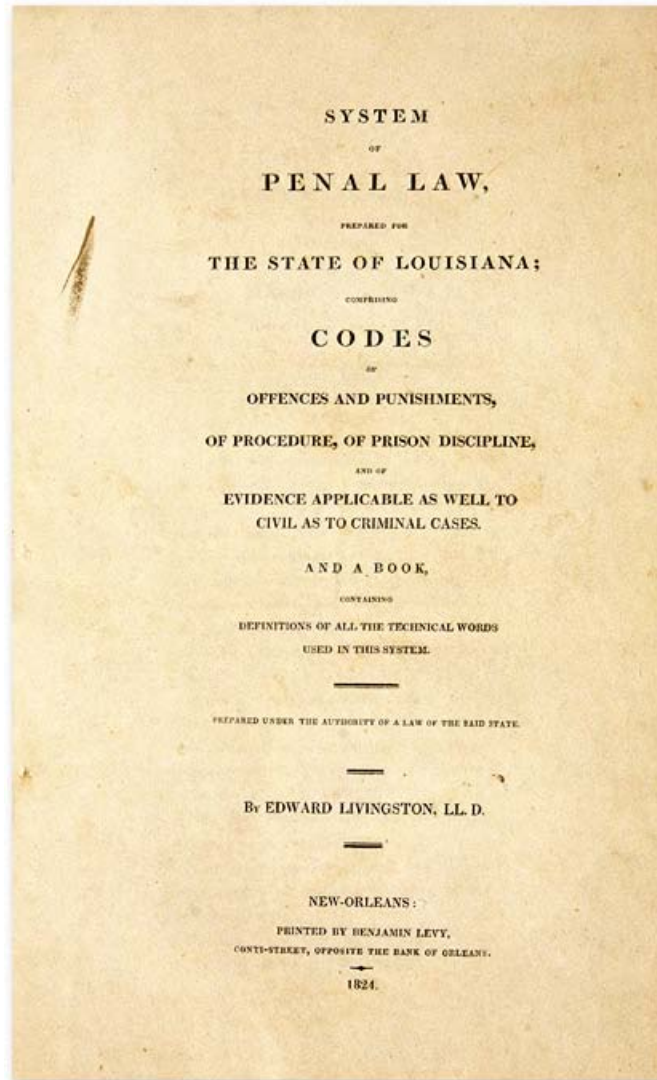 SYSTEM
OF
PENAL LAW,
PREPARED FOR
THE STATE OF LOUISIANA;
COMPRISING
CODES
OF
OFFENCES AND PUNISHMENTS,
OF PROCEDURE, OF PRISON DISCIPLINE,
AND OF
EVIDENCE APPLICABLE AS WELL TO
CIVIL AS TO CRIMINAL CASES.
AND A BOOK,
CONTAINING
DEFINITIONS OF ALL THE TECHNICAL WORDS
USED IN THIS SYSTEM.
PREPARED UNDER THE AUTHORITY OF A LAW OF THE SAID STATE.
By EDWARD LIVINGSTON, LL. D.
NEW-ORLEANS:
PRINTED BY BENJAMIN LEVY,
CONTI-STREET, OPPOSITE THE BANK OF ORLEANS.
1824.